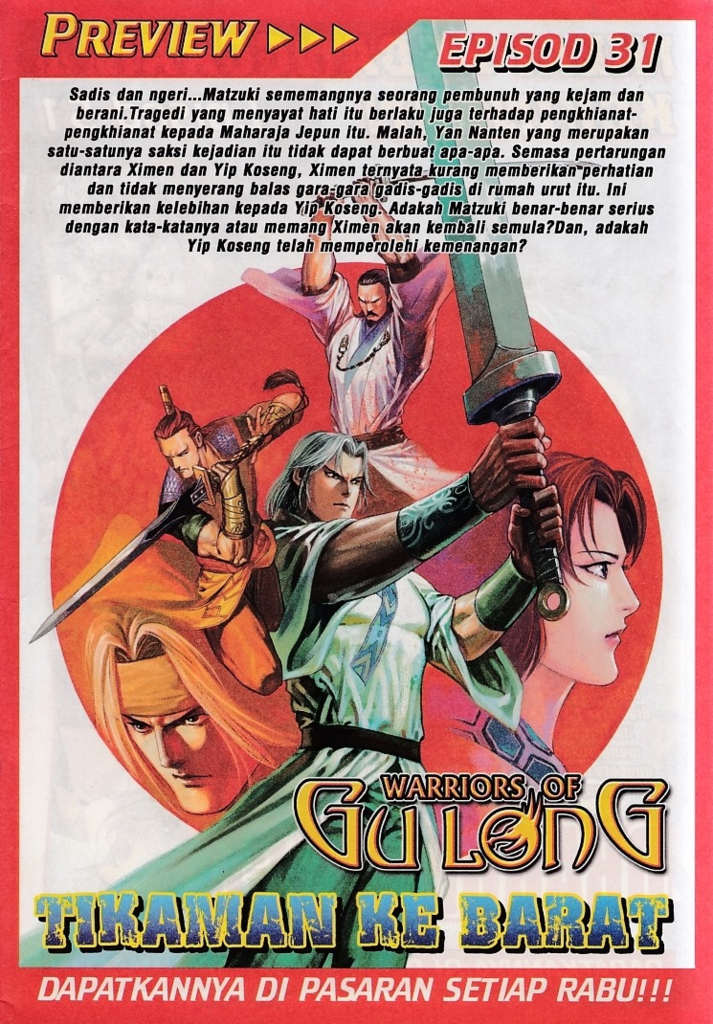 PREVIEW
EPISOD 31
Sadis dan ngeri...Matzuki sememangnya seorang pembunuh yang kejam dan
berani.Tragedi yang menyayat hati itu berlaku juga terhadap pengkhianat-
pengkhianat kepada Maharaja Jepun itu. Malah, Yan Nanten yang merupakan
satu-satunya saksi kejadian itu tidak dapat berbuat apa-apa. Semasa pertarungan
diantara Ximen dan Yip Koseng, Ximen ternyata kurang memberikan perhatian
dan tidak menyerang balas gara-gara gadis-gadis di rumah urut itu. Ini
memberikan kelebihan kepada Yip Koseng. Adakah Matzuki benar-benar serius
dengan kata-katanya atau memang Ximen akan kembali semula?Dan, adakah
Yip Koseng telah memperolehi kemenangan?
WARRIORS OF
GU LONG
TIKAMAN KE BARAT
DAPATKANNYA DI PASARAN SETIAP RABU!!!